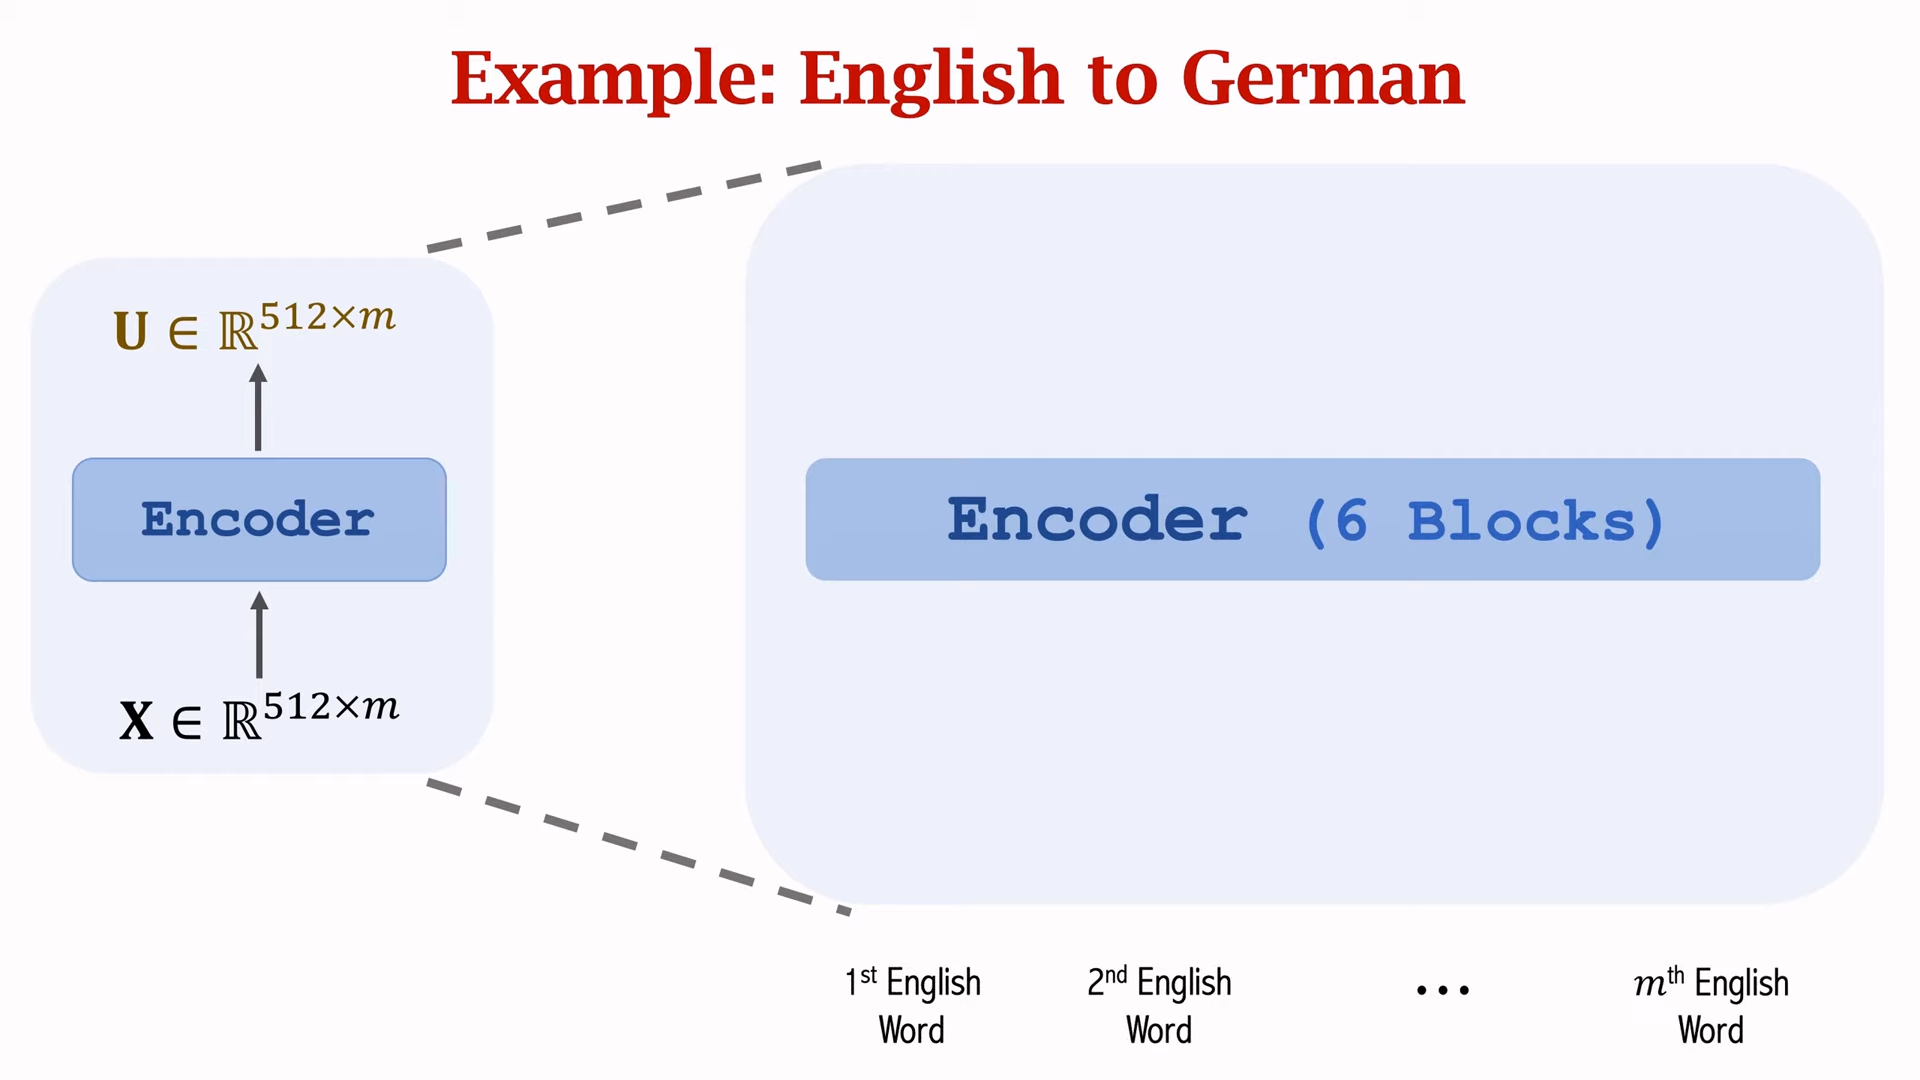 Example: English to German
U ∈ ℝ^{512×m}
Encoder
X ∈ ℝ^{512×m}
Encoder (6 Blocks)
1st English Word
2nd English Word
...
mth English Word